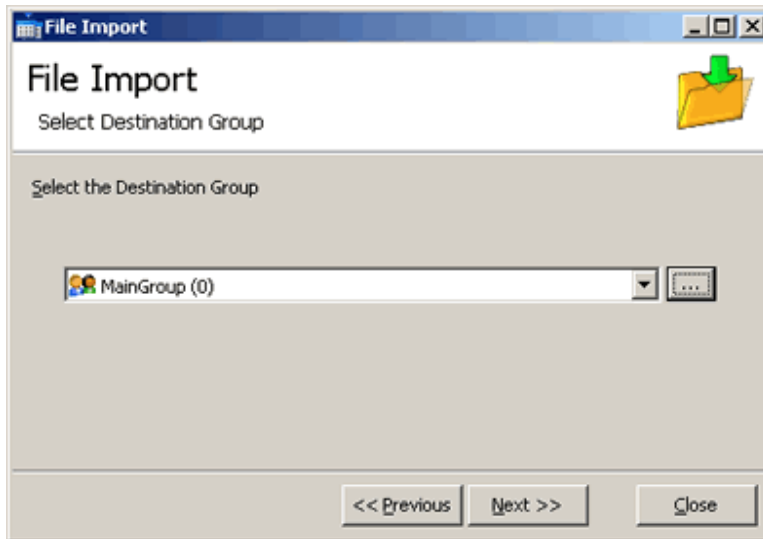 File Import
File Import
Select Destination Group
Select the Destination Group
MainGroup (0)
...
<< Previous
Next >>
Close